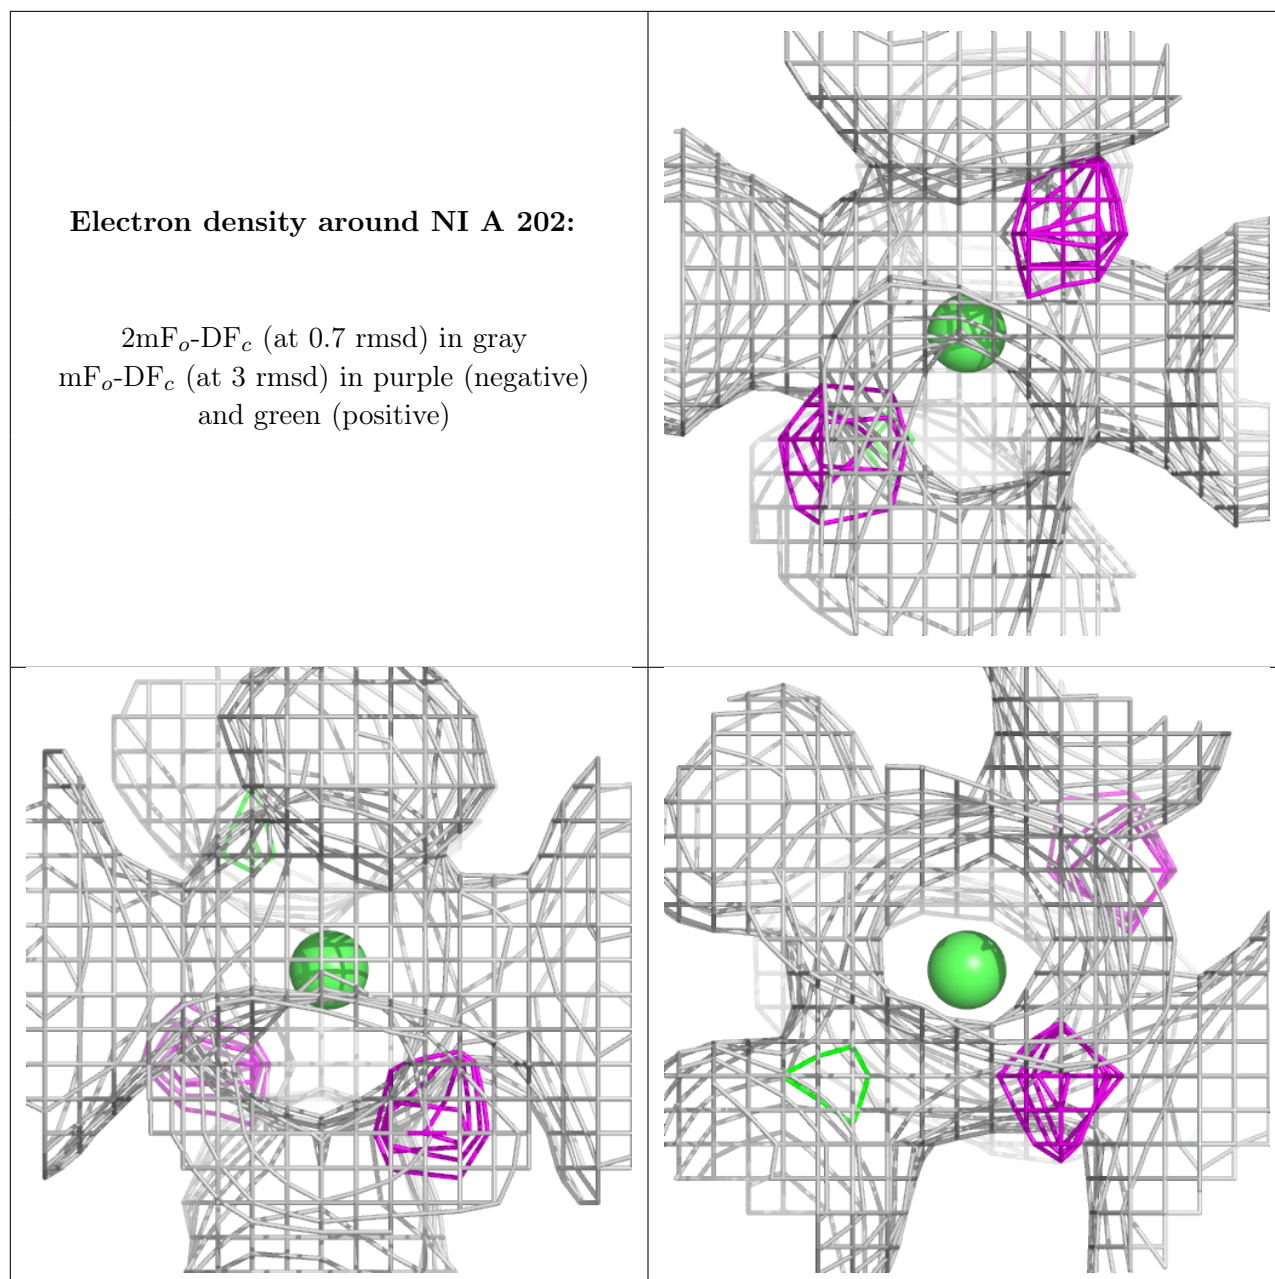 Electron density around NI A 202:
2mFo-DFc (at 0.7 rmsd) in gray
mFo-DFc (at 3 rmsd) in purple (negative)
and green (positive)